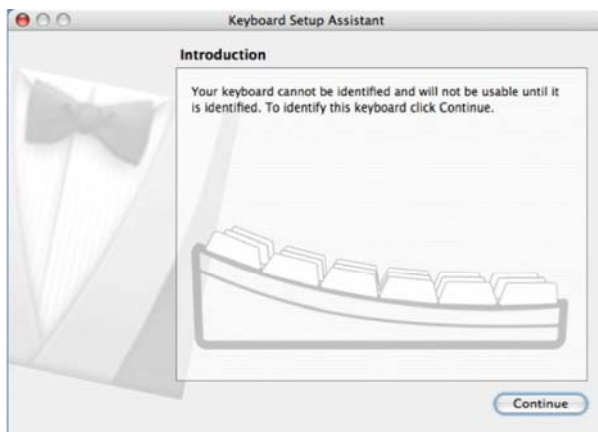 Keyboard Setup Assistant
Introduction
Your keyboard cannot be identified and will not be usable until it
is identified. To identify this keyboard click Continue.
Continue